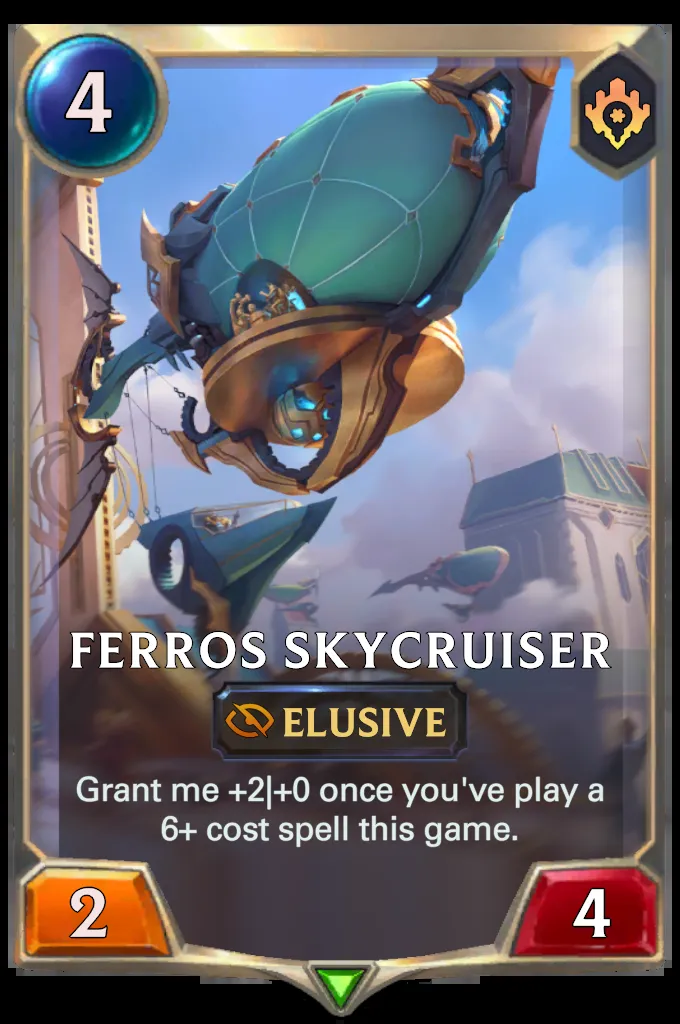 4
FERROS SKYCRUISER
ELUSIVE
Grant me +2|+0 once you've play a
6+ cost spell this game.
2
4